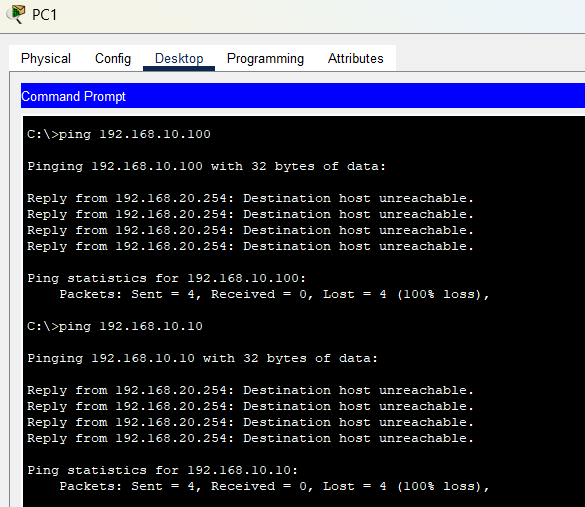 PC1
Physical Config Desktop Programming Attributes
Command Prompt
C:\>ping 192.168.10.100
Pinging 192.168.10.100 with 32 bytes of data:
Reply from 192.168.20.254: Destination host unreachable.
Reply from 192.168.20.254: Destination host unreachable.
Reply from 192.168.20.254: Destination host unreachable.
Reply from 192.168.20.254: Destination host unreachable.
Ping statistics for 192.168.10.100:
Packets: Sent = 4, Received = 0, Lost = 4 (100% loss),
C:\>ping 192.168.10.10
Pinging 192.168.10.10 with 32 bytes of data:
Reply from 192.168.20.254: Destination host unreachable.
Reply from 192.168.20.254: Destination host unreachable.
Reply from 192.168.20.254: Destination host unreachable.
Reply from 192.168.20.254: Destination host unreachable.
Ping statistics for 192.168.10.10:
Packets: Sent = 4, Received = 0, Lost = 4 (100% loss),